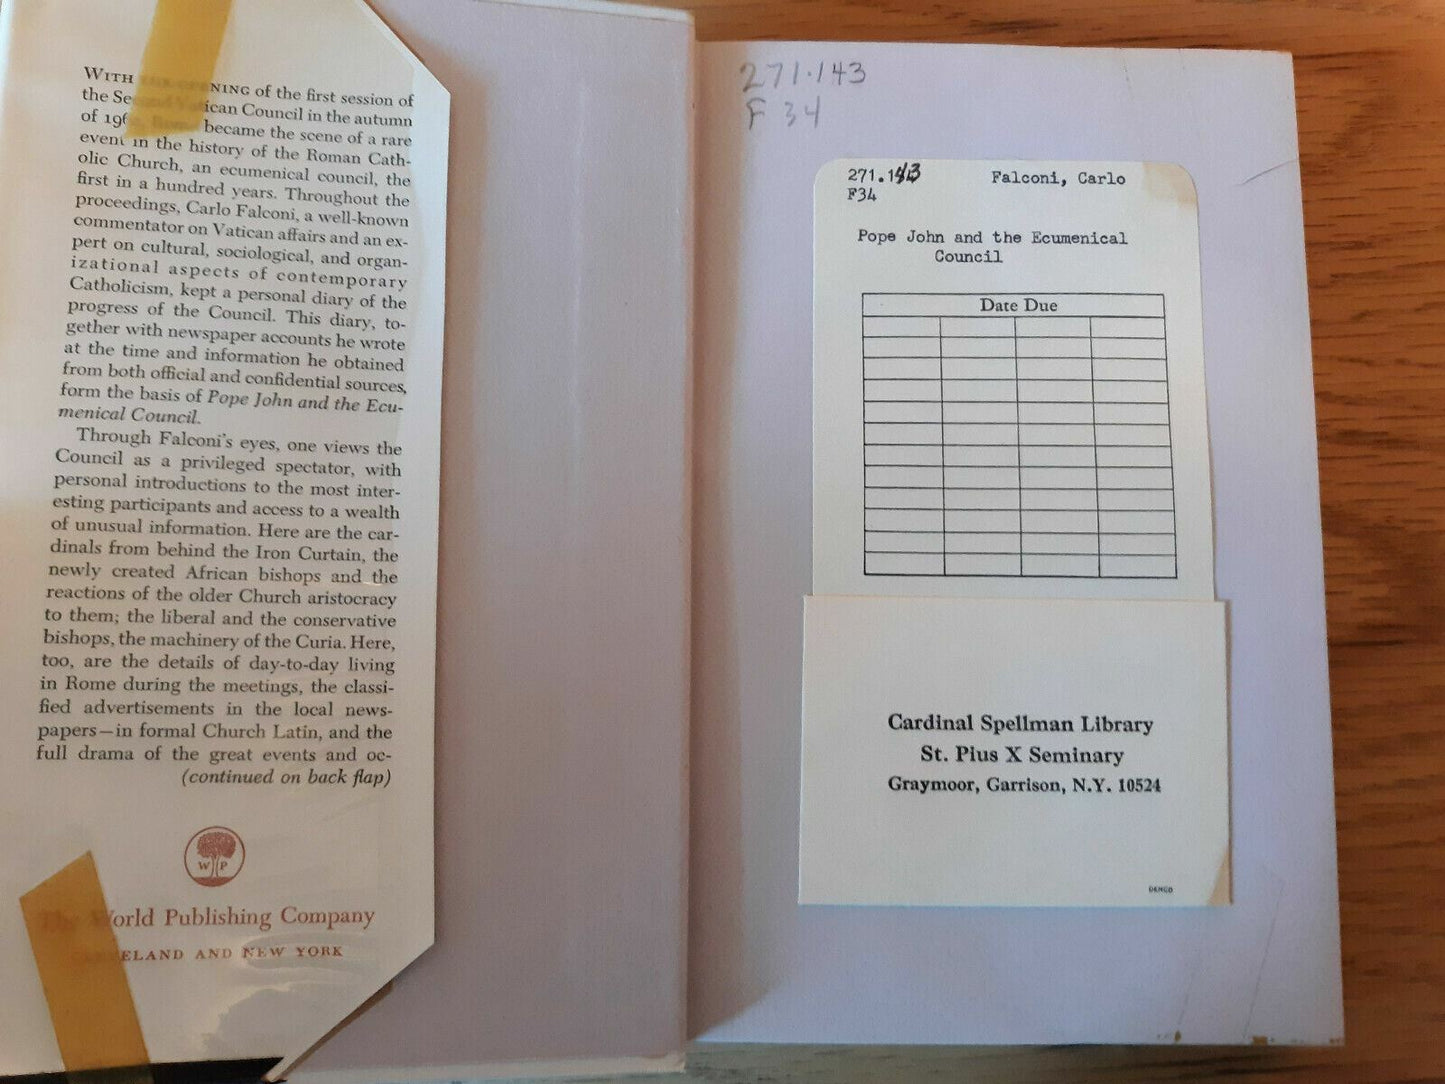 WITH NING of the first session of
the Se ican Council in the autumn
of 196 became the scene of a rare
event in the history of the Roman Cath-
olic Church, an ecumenical council, the
first in a hundred years. Throughout the
proceedings, Carlo Falconi, a well-known
commentator on Vatican affairs and an ex-
pert on cultural, sociological, and organ-
izational aspects of contemporary
Catholicism, kept a personal diary of the
progress of the Council. This diary, to-
gether with newspaper accounts he wrote
at the time and information he obtained
from both official and confidential sources,
form the basis of Pope John and the Ecu-
menical Council.
Through Falconi's eyes, one views the
Council as a privileged spectator, with
personal introductions to the most inter-
esting participants and access to a wealth
of unusual information. Here are the car-
dinals from behind the Iron Curtain, the
newly created African bishops and the
reactions of the older Church aristocracy
to them; the liberal and the conservative
bishops, the machinery of the Curia. Here,
too, are the details of day-to-day living
in Rome during the meetings, the classi-
fied advertisements in the local news-
papers—in formal Church Latin, and the
full drama of the great events and oc-
(continued on back flap)
W P
The World Publishing Company
ELAND AND NEW YORK
271.143
F 34
271.143 Falconi, Carlo
F34
Pope John and the Ecumenical
Council
Date Due
Cardinal Spellman Library
St. Pius X Seminary
Graymoor, Garrison, N.Y. 10524
DEMCO